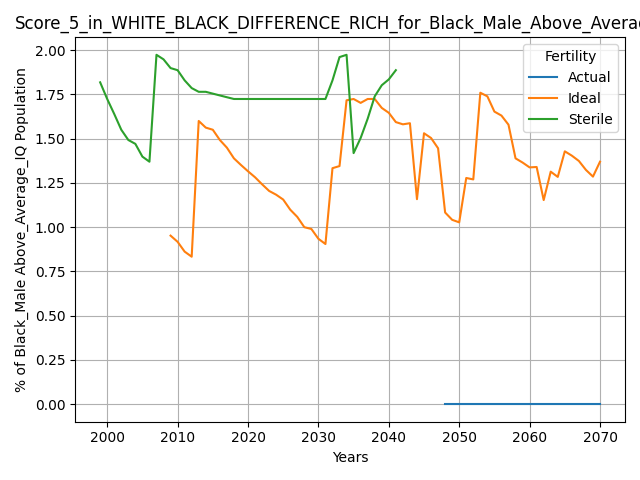 Score_5_in_WHITE_BLACK_DIFFERENCE_RICH_for_Black_Male_Above_Avera
Fertility
Actual
Ideal
Sterile
% of Black_Male Above_Average_IQ Population
2.00
1.75
1.50
1.25
1.00
0.75
0.50
0.25
0.00
2000 2010 2020 2030 2040 2050 2060 2070
Years